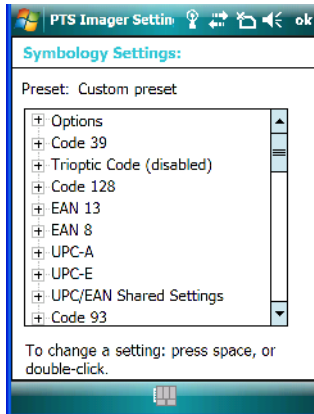 PTS Imager Settin ok
Symbology Settings:
Preset: Custom preset
Options
Code 39
Trioptic Code (disabled)
Code 128
EAN 13
EAN 8
UPC-A
UPC-E
UPC/EAN Shared Settings
Code 93
To change a setting: press space, or
double-click.